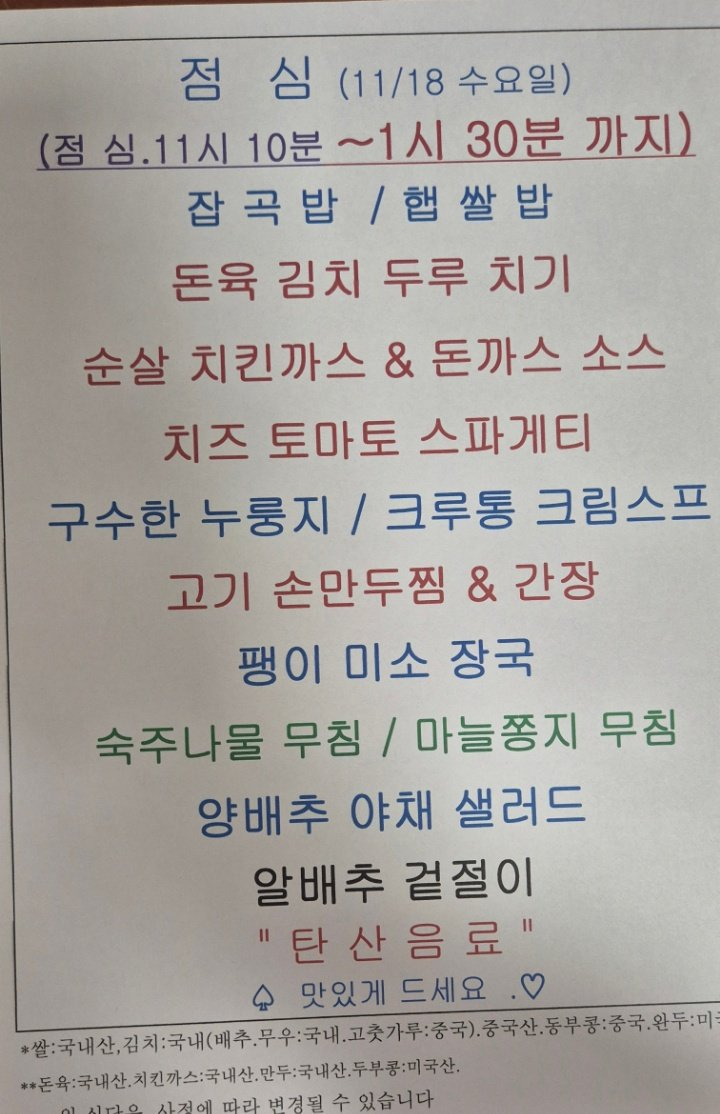 점 심 (11/18 수요일)
(점 심.11시 10분 ~1시 30분 까지)
잡 곡 밥 / 햅 쌀 밥
돈육 김치 두루 치기
순살 치킨까스 & 돈까스 소스
치즈 토마토 스파게티
구수한 누룽지 / 크루통 크림스프
고기 손만두찜 & 간장
팽이 미소 장국
숙주나물 무침 / 마늘쫑지 무침
양배추 야채 샐러드
알배추 겉절이
" 탄 산 음 료 "
♤ 맛있게 드세요 .♡
*쌀:국내산,김치:국내(배추.무우:국내.고춧가루:중국).중국산.동부콩:중국.완두:미국
**돈육:국내산.치킨까스:국내산.만두:국내산.두부콩:미국산.
식단은 사정에 따라 변경될 수 있습니다